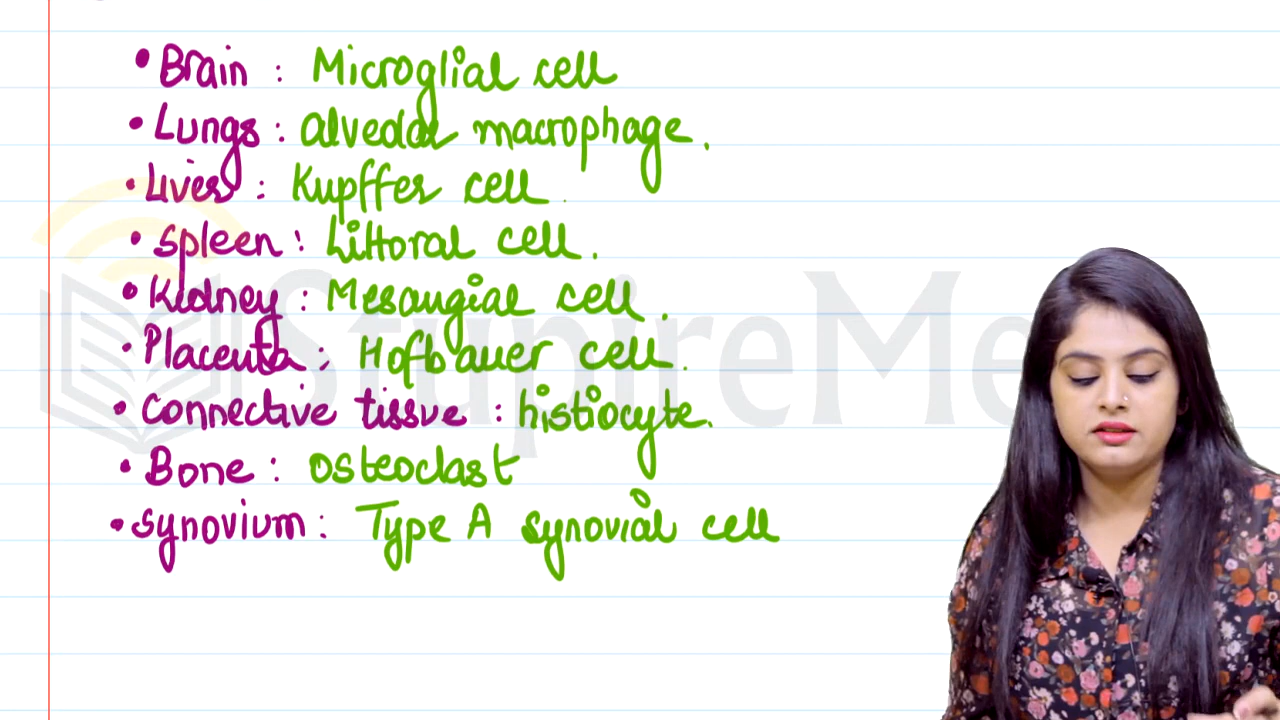 • Brain : Microglial cell
• Lungs : alveolar macrophage.
• Liver : Kupffer cell.
• Spleen : Littoral cell.
• Kidney : Mesangial cell.
• Placenta : Hofbauer cell.
• Connective tissue : histiocyte.
• Bone : Osteoclast
• Synovium : Type A synovial cell